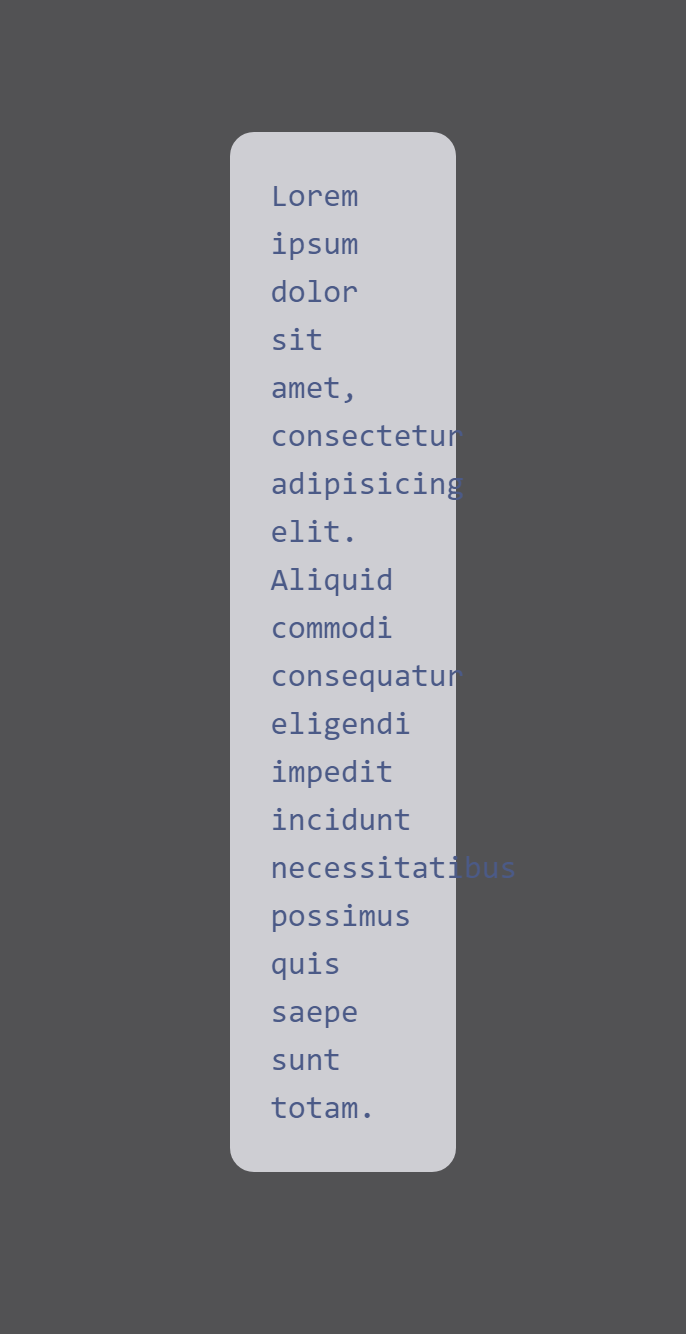 Lorem
ipsum
dolor
sit
amet,
consectetur
adipisicing
elit.
Aliquid
commodi
consequatur
eligendi
impedit
incidunt
necessitatibus
possimus
quis
saepe
sunt
totam.